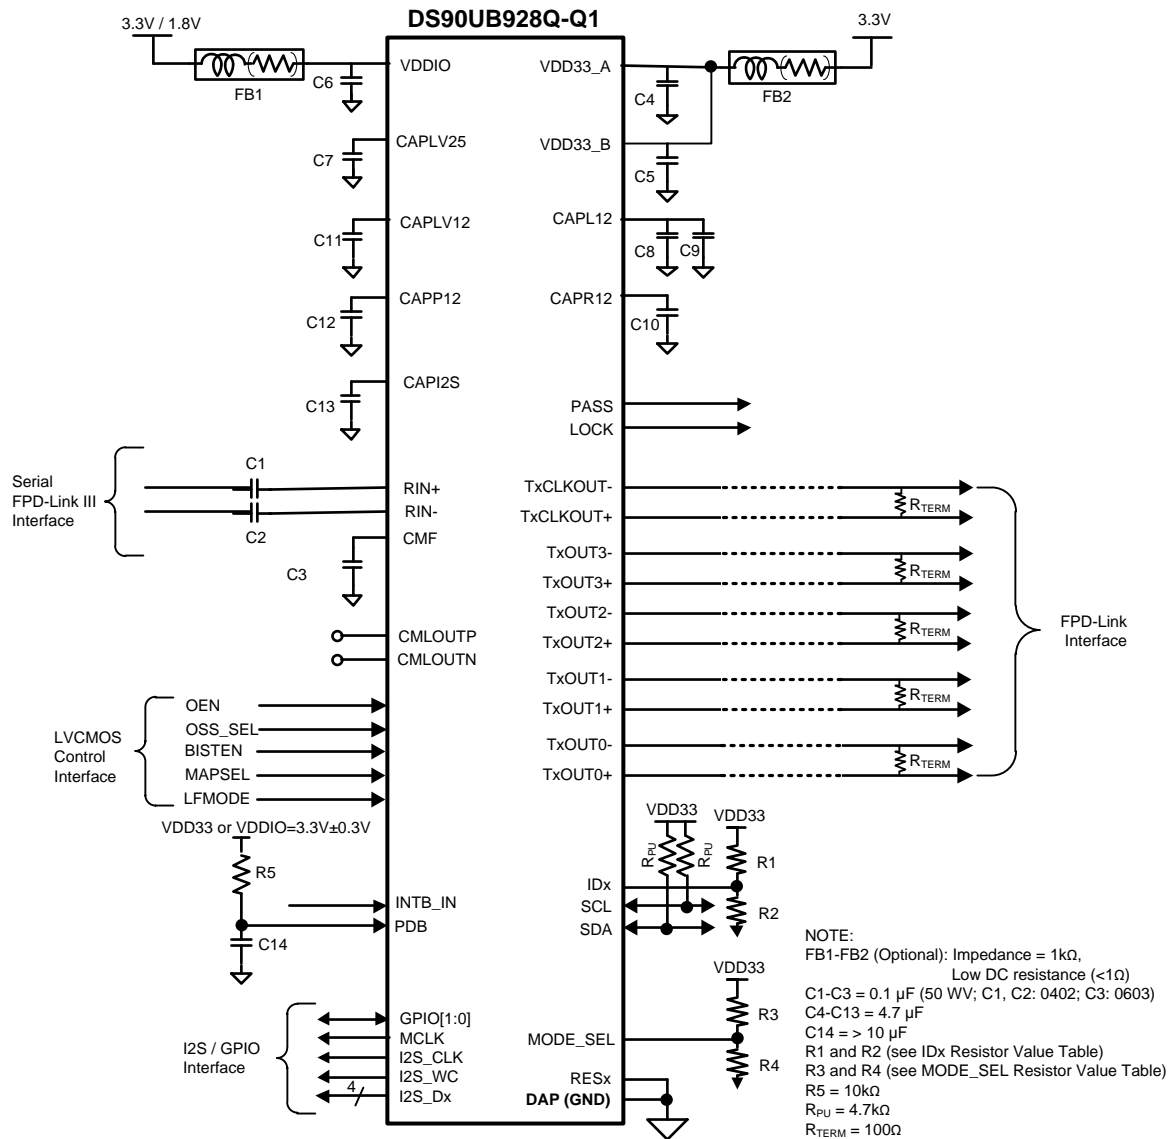 DS90UB928Q-Q1
3.3V / 1.8V
3.3V
FB1
FB2
VDDIO
C6
VDD33_A
C4
CAPLV25
C7
VDD33_B
C5
CAPLV12
C11
CAPL12
C8
C9
CAPP12
C12
CAPR12
C10
CAPI2S
C13
PASS
LOCK
Serial
FPD-Link III
Interface
C1
C2
RIN+
RIN-
CMF
C3
CMLOUTP
CMLOUTN
TxCLKOUT-
RTERM
TxCLKOUT+
TxOUT3-
RTERM
TxOUT3+
TxOUT2-
RTERM
TxOUT2+
TxOUT1-
RTERM
TxOUT1+
TxOUT0-
RTERM
TxOUT0+
FPD-Link
Interface
LVCMOS
Control
Interface
OEN
OSS_SEL
BISTEN
MAPSEL
LFMODE
VDD33 or VDDIO=3.3V±0.3V
R5
INTB_IN
PDB
C14
VDD33
VDD33
RPU
RPU
R1
IDx
SCL
SDA
R2
VDD33
R3
MODE_SEL
R4
RESx
DAP (GND)
I2S / GPIO
Interface
GPIO[1:0]
MCLK
I2S_CLK
I2S_WC
4
I2S_Dx
NOTE:
FB1-FB2 (Optional): Impedance = 1kΩ,
Low DC resistance (<1Ω)
C1-C3 = 0.1 µF (50 WV; C1, C2: 0402; C3: 0603)
C4-C13 = 4.7 µF
C14 = > 10 µF
R1 and R2 (see IDx Resistor Value Table)
R3 and R4 (see MODE_SEL Resistor Value Table)
R5 = 10kΩ
RPU = 4.7kΩ
RTERM = 100Ω